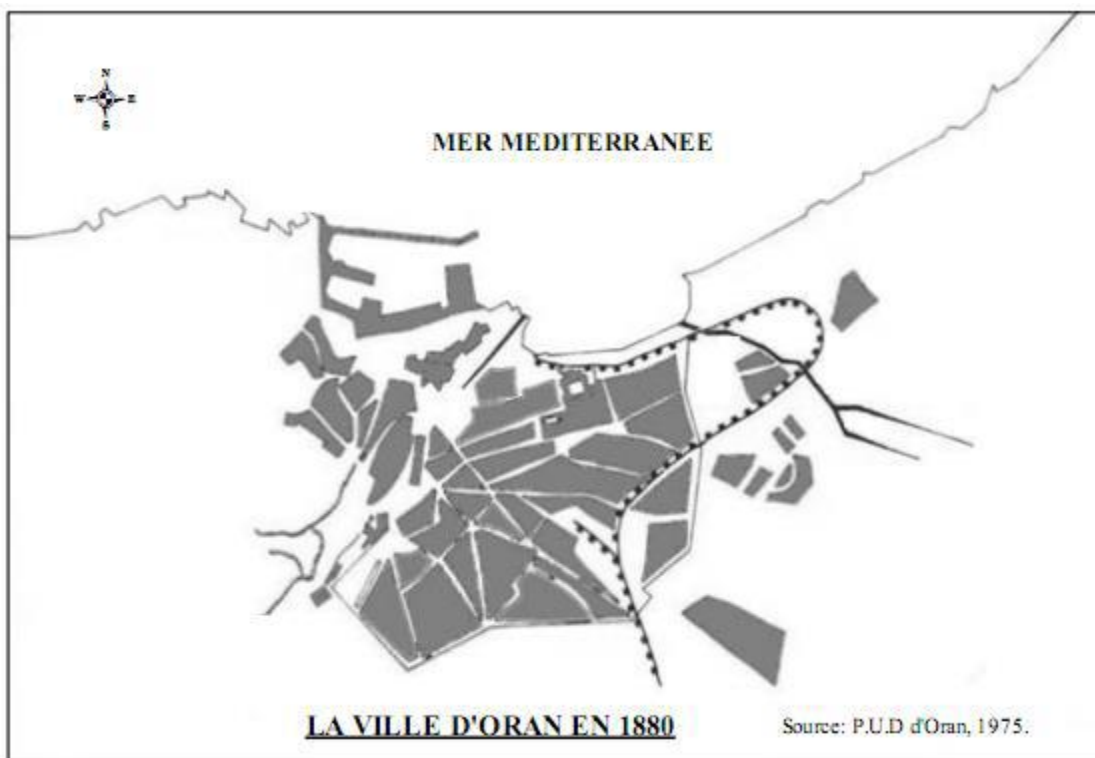 N
W E
S
MER MEDITERRANEE
LA VILLE D'ORAN EN 1880
Source: P.U.D d'Oran, 1975.